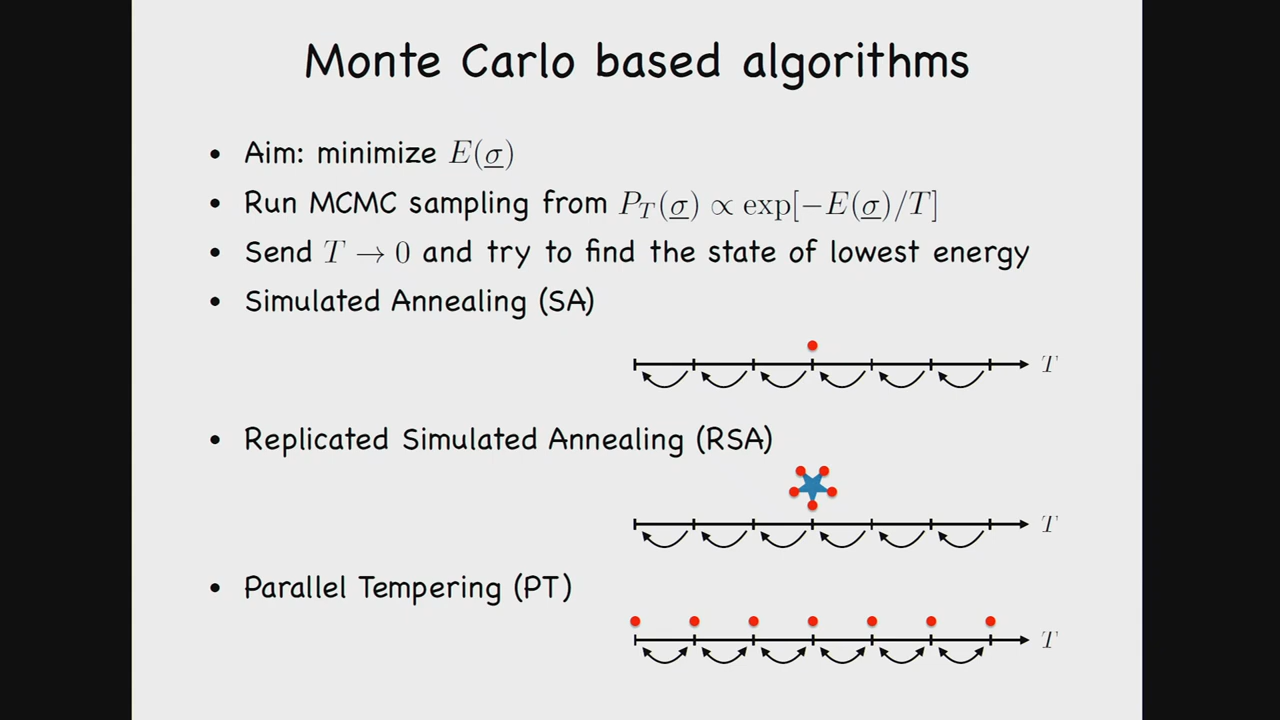 Monte Carlo based algorithms
• Aim: minimize E(σ̲)
• Run MCMC sampling from P_T(σ̲) ∝ exp[−E(σ̲)/T]
• Send T → 0 and try to find the state of lowest energy
• Simulated Annealing (SA)
T
• Replicated Simulated Annealing (RSA)
T
• Parallel Tempering (PT)
T